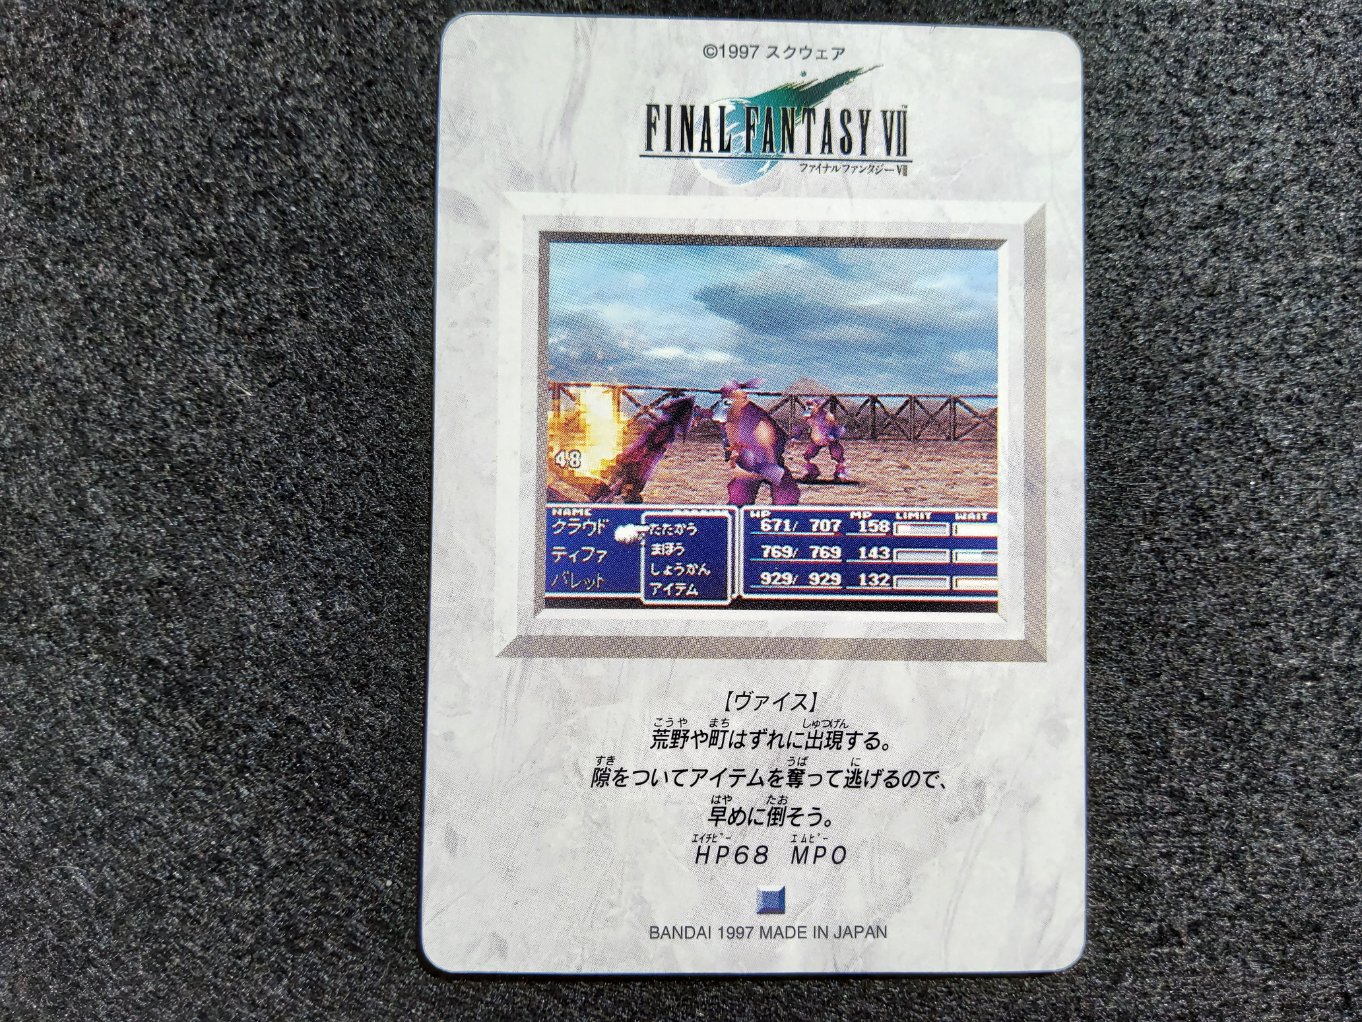 ©1997 スクウェア
FINAL FANTASY VII™
ファイナルファンタジーVII
48
NAME
HP MP LIMIT WAIT
クラウド たたかう 671/ 707 158
まほう
ティファ 769/ 769 143
しょうかん
バレット 929/ 929 132
アイテム
【ヴァイス】
こうや まち しゅつげん
荒野や町はずれに出現する。
すき うば に
隙をついてアイテムを奪って逃げるので、
はや たお
早めに倒そう。
エイチピー エムピー
HP68 MP0
BANDAI 1997 MADE IN JAPAN